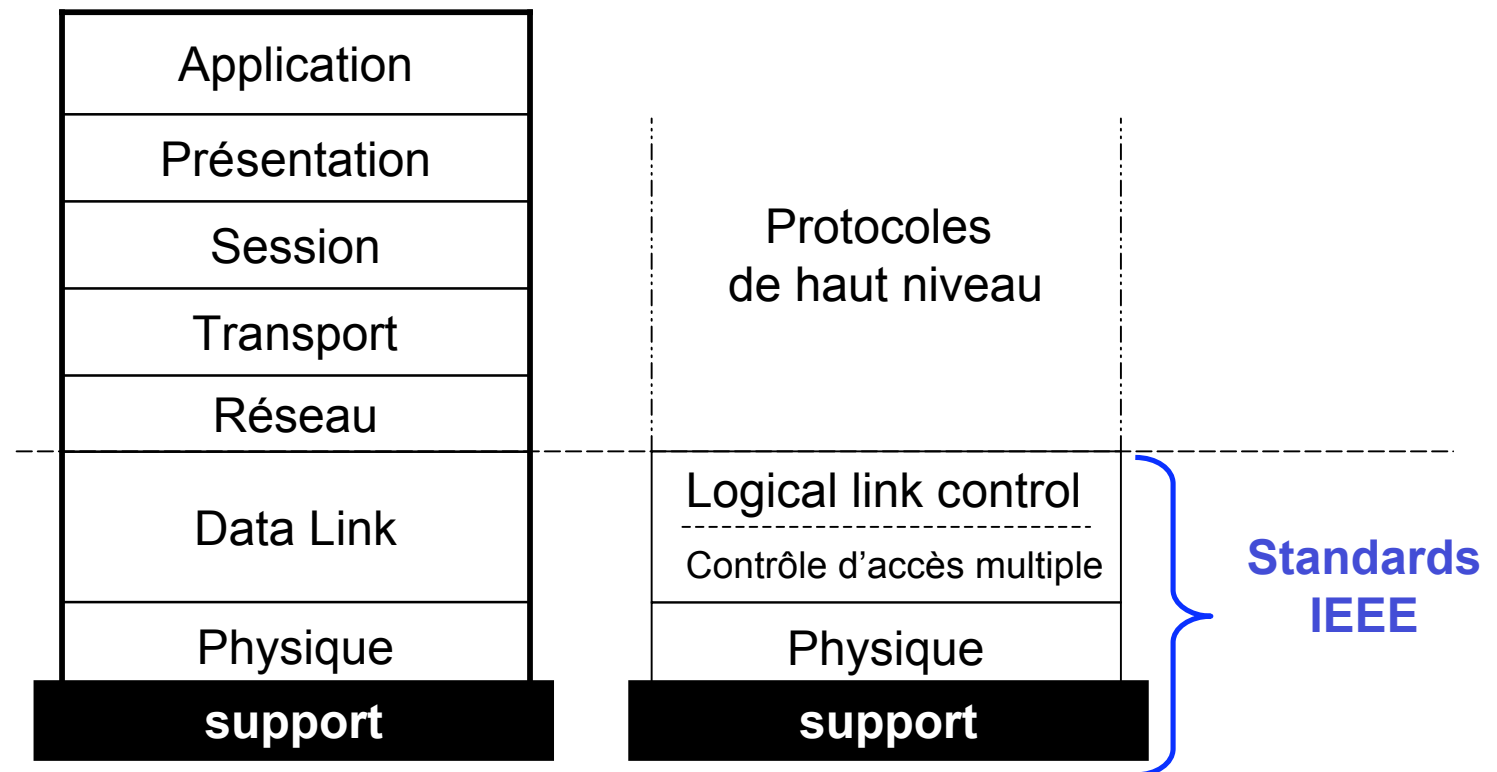 Application
Présentation
Session
Transport
Réseau
Data Link
Physique
support
Protocoles
de haut niveau
Logical link control
Contrôle d’accès multiple
Physique
support
Standards
IEEE